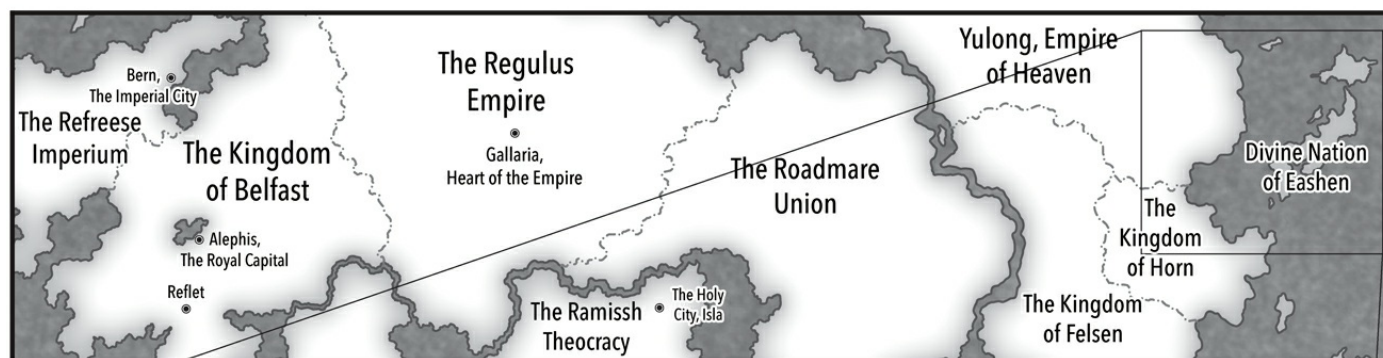 Bern,
The Imperial City
The Refreese
Imperium
The Kingdom
of Belfast
Alephis,
The Royal Capital
Reflet
The Regulus
Empire
Gallaria,
Heart of the Empire
The Ramissh
Theocracy
The Holy
City, Isla
The Roadmare
Union
Yulong, Empire
of Heaven
The
Kingdom
of Horn
The Kingdom
of Felsen
Divine Nation
of Eashen